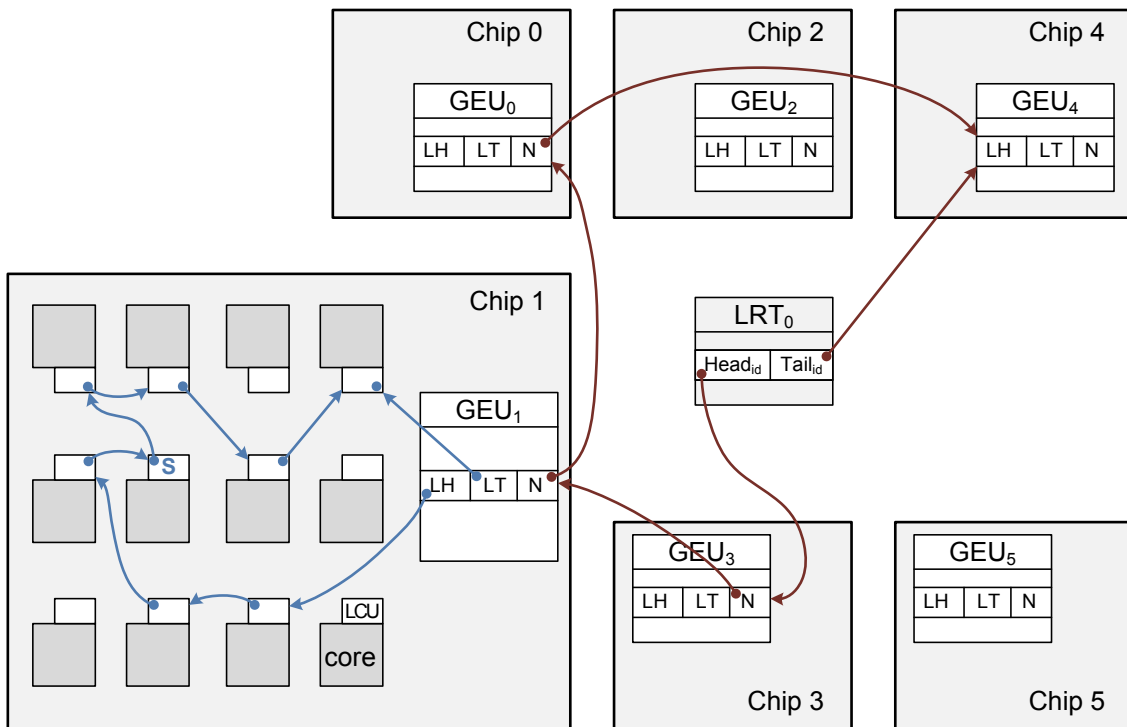 Chip 0
Chip 2
Chip 4
GEU0
GEU2
GEU4
LH LT N
LH LT N
LH LT N
Chip 1
LRT0
Headid Tailid
GEU1
S
LH LT N
GEU3
GEU5
LH LT N
LH LT N
LCU
core
Chip 3
Chip 5